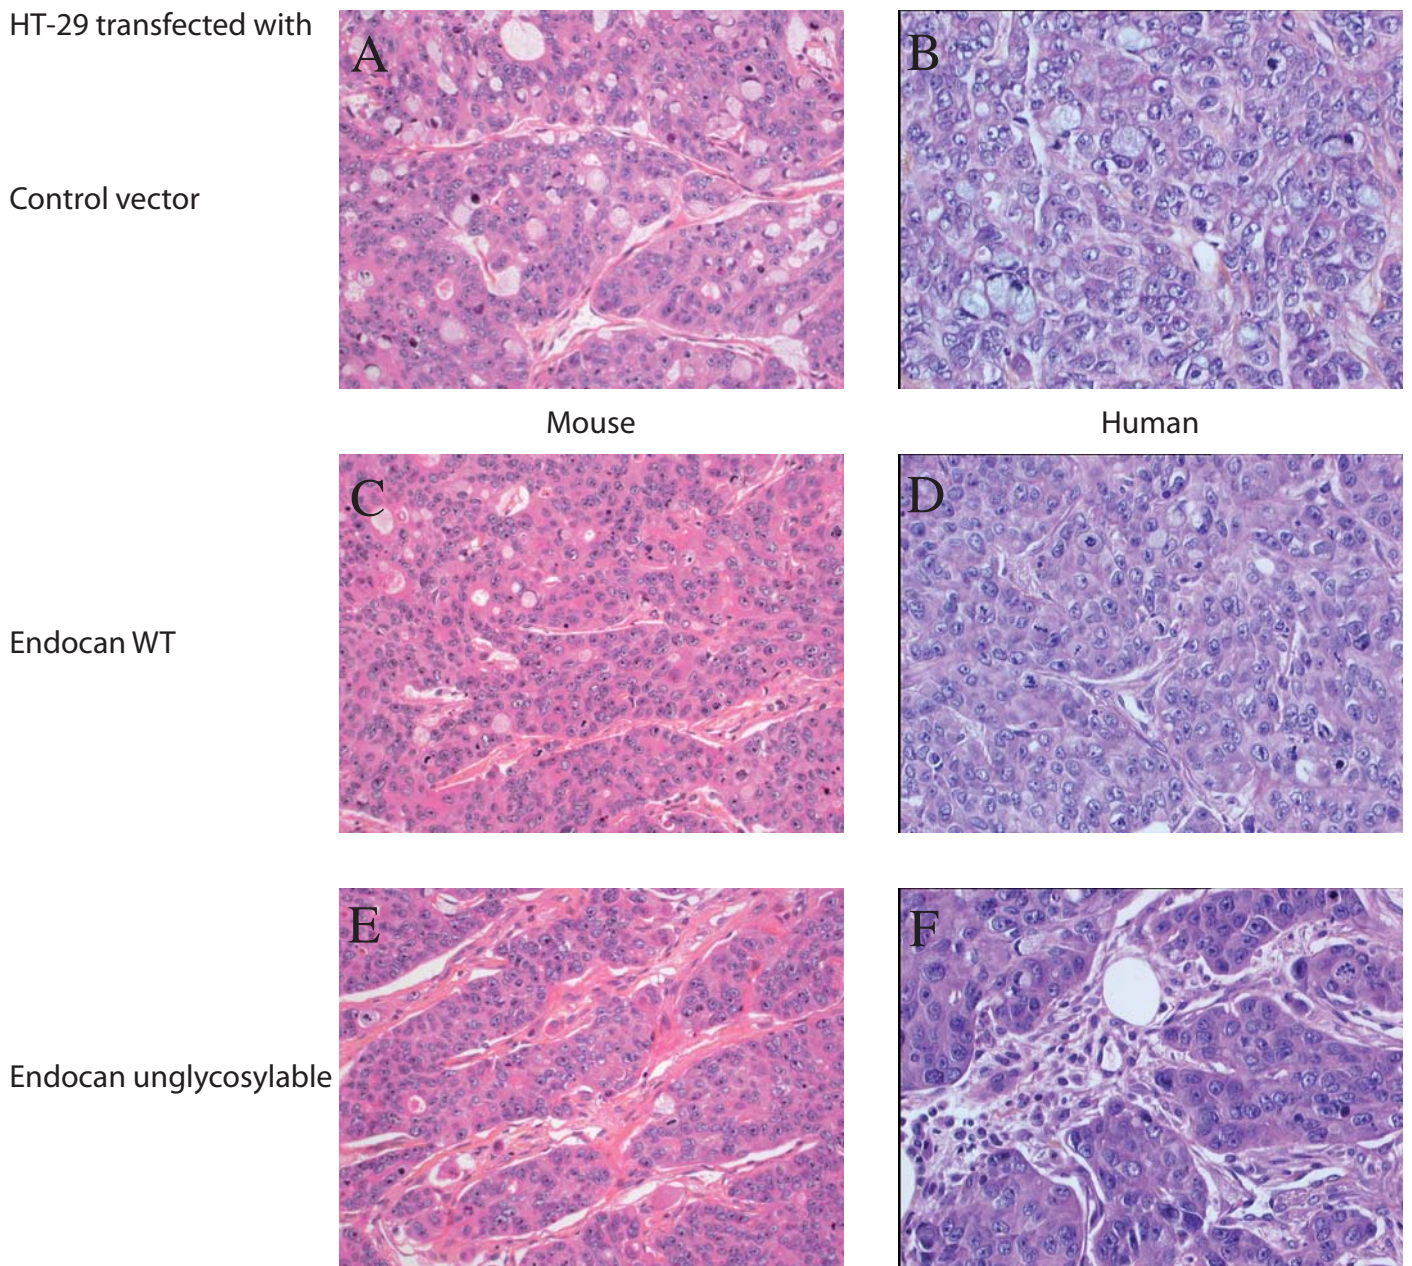 HT-29 transfected with
A
B
Control vector
Mouse
Human
C
D
Endocan WT
E
F
Endocan unglycosylable